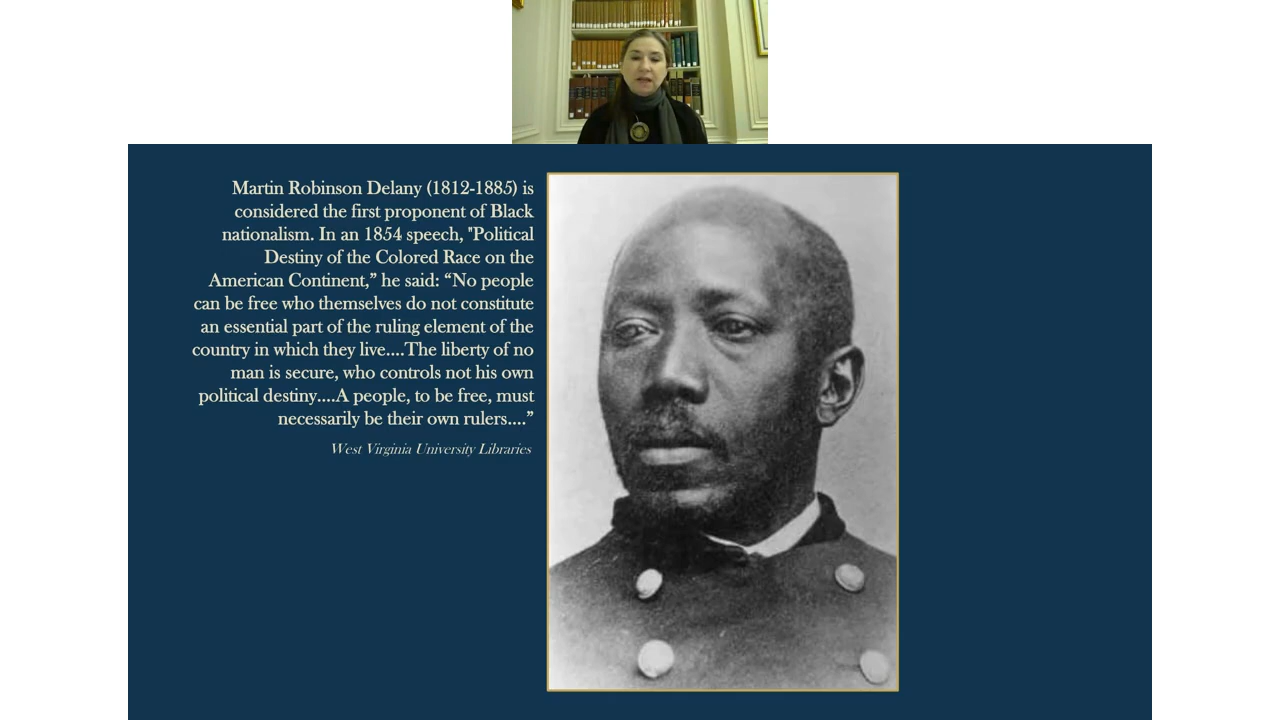 Martin Robinson Delany (1812-1885) is
considered the first proponent of Black
nationalism. In an 1854 speech, "Political
Destiny of the Colored Race on the
American Continent,” he said: “No people
can be free who themselves do not constitute
an essential part of the ruling element of the
country in which they live....The liberty of no
man is secure, who controls not his own
political destiny....A people, to be free, must
necessarily be their own rulers....”
West Virginia University Libraries